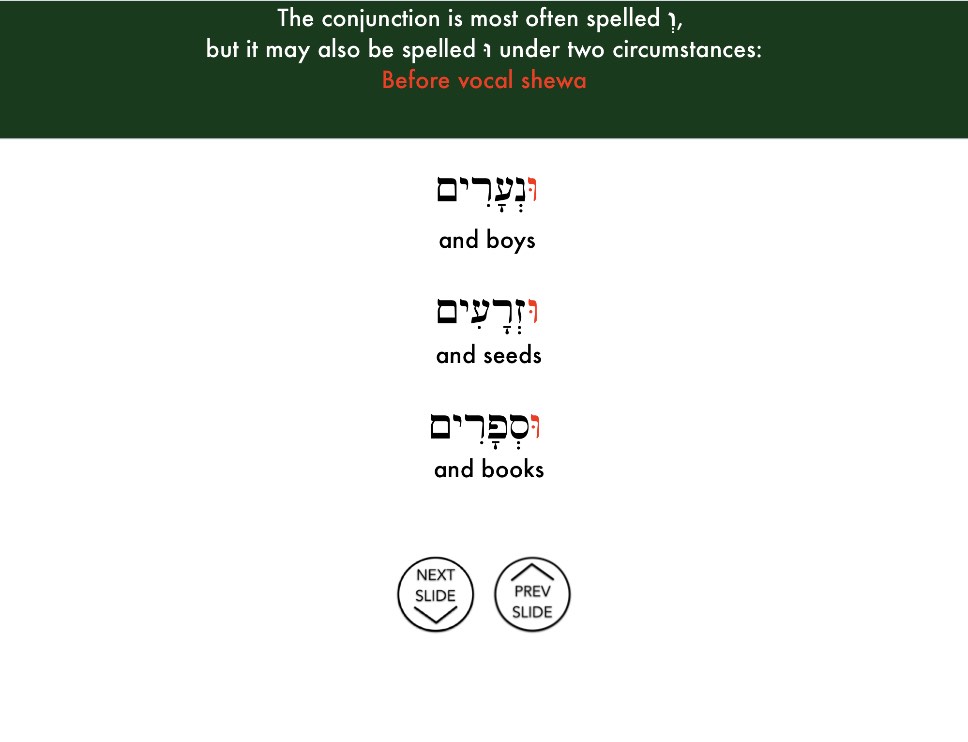 The conjunction is most often spelled וְ,
but it may also be spelled וּ under two circumstances:
Before vocal shewa
וּנְעָרִים
and boys
וּזְרָעִים
and seeds
וּסְפָּרִים
and books
NEXT SLIDE
PREV SLIDE